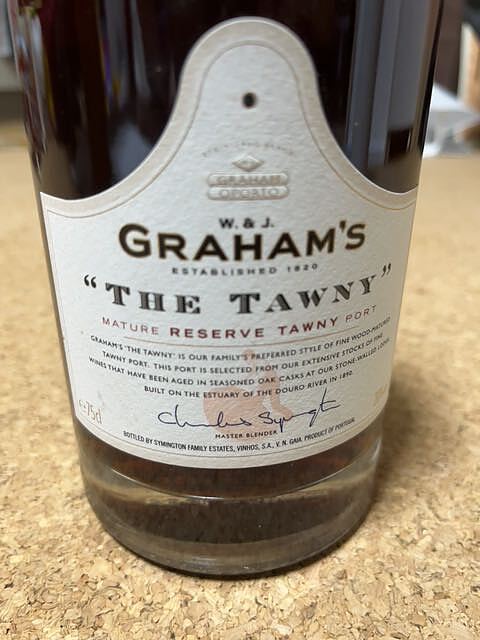 GRAHAM
OPORTO
W. & J.
GRAHAM'S
ESTABLISHED 1820
"THE TAWNY"
MATURE RESERVE TAWNY PORT
GRAHAM'S 'THE TAWNY' IS OUR FAMILY'S PREFERRED STYLE OF FINE WOOD-MATURED
TAWNY PORT. THIS PORT IS SELECTED FROM OUR EXTENSIVE STOCKS OF FINE
WINES THAT HAVE BEEN AGED IN SEASONED OAK CASKS AT OUR STONE-WALLED LODGE,
BUILT ON THE ESTUARY OF THE DOURO RIVER IN 1890.
e75cl
Charles Symington
MASTER BLENDER
BOTTLED BY SYMINGTON FAMILY ESTATES, VINHOS, S.A., V. N. GAIA. PRODUCT OF PORTUGAL